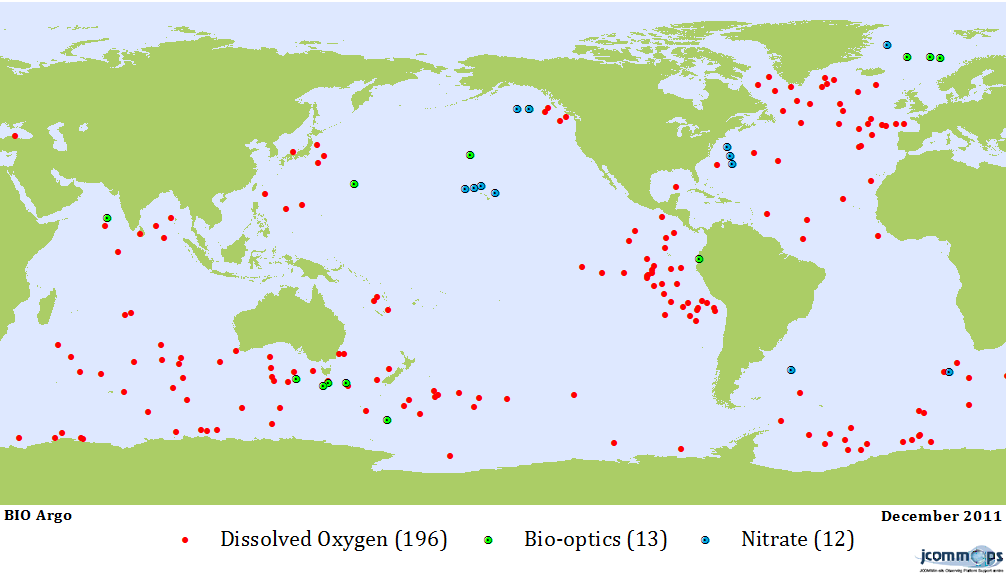 BIO Argo
December 2011
Dissolved Oxygen (196)
Bio-optics (13)
Nitrate (12)
jcommops